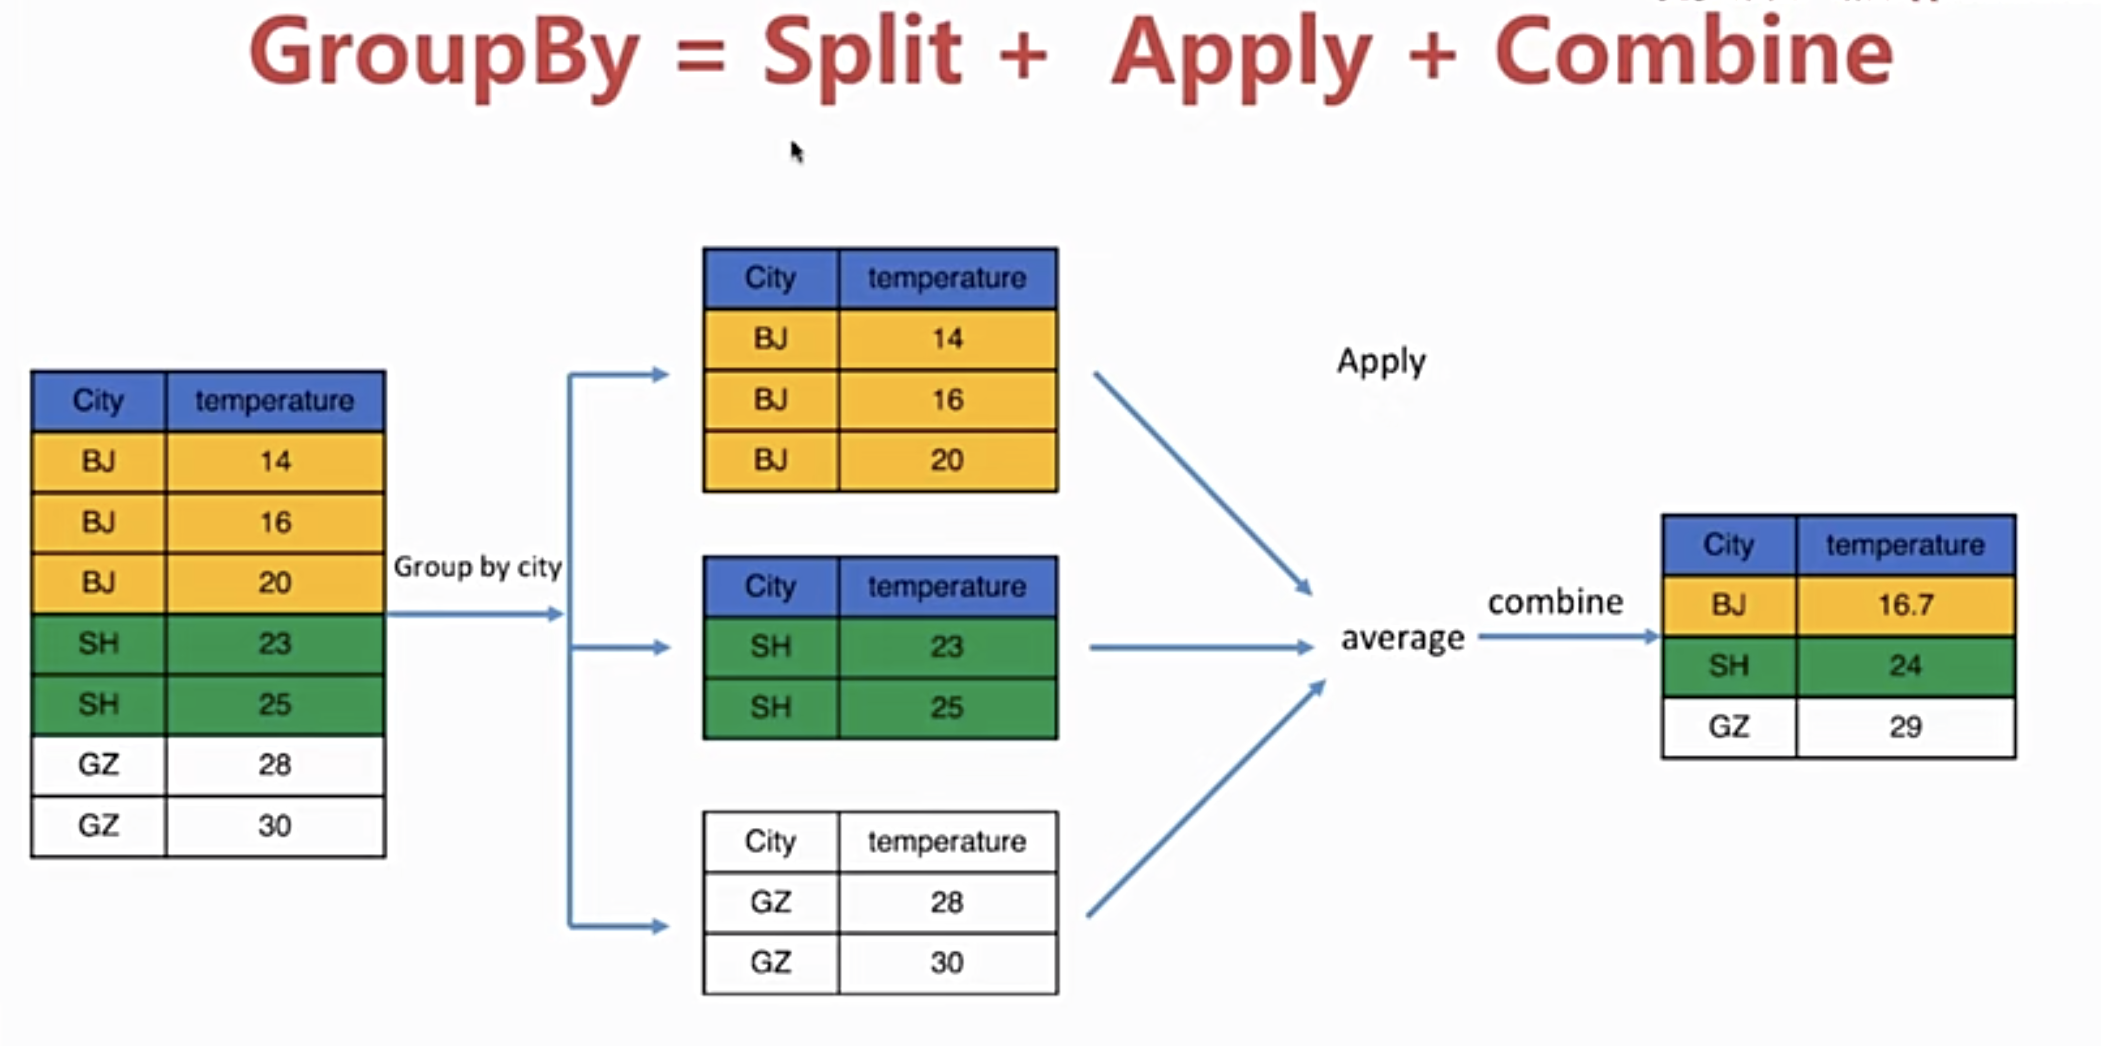 GroupBy = Split + Apply + Combine
City temperature
BJ 14
BJ 16
BJ 20
SH 23
SH 25
GZ 28
GZ 30
Group by city
City temperature
BJ 14
BJ 16
BJ 20
City temperature
SH 23
SH 25
City temperature
GZ 28
GZ 30
Apply
average
combine
City temperature
BJ 16.7
SH 24
GZ 29